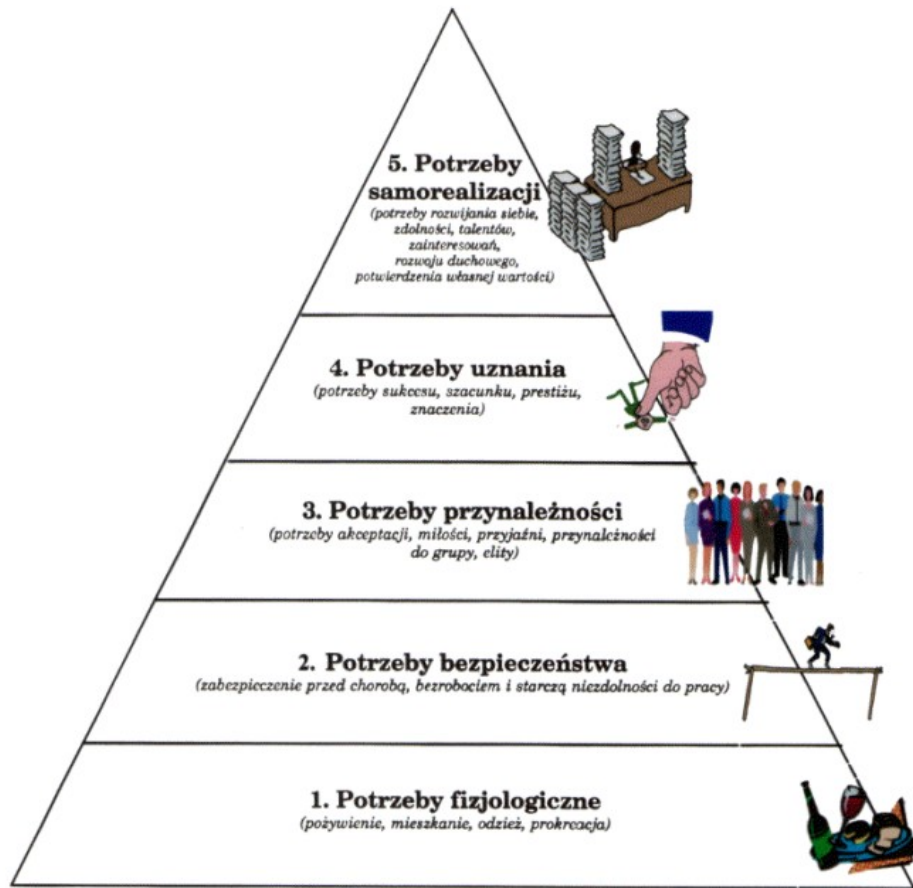 5. Potrzeby
samorealizacji
(potrzeby rozwijania siebie,
zdolności, talentów,
zainteresowań,
rozwoju duchowego,
potwierdzenia własnej wartości)
4. Potrzeby uznania
(potrzeby sukcesu, szacunku, prestiżu,
znaczenia)
3. Potrzeby przynależności
(potrzeby akceptacji, miłości, przyjaźni, przynależności
do grupy, elity)
2. Potrzeby bezpieczeństwa
(zabezpieczenie przed chorobą, bezrobociem i starczą niezdolności do pracy)
1. Potrzeby fizjologiczne
(pożywienie, mieszkanie, odzież, prokreacja)